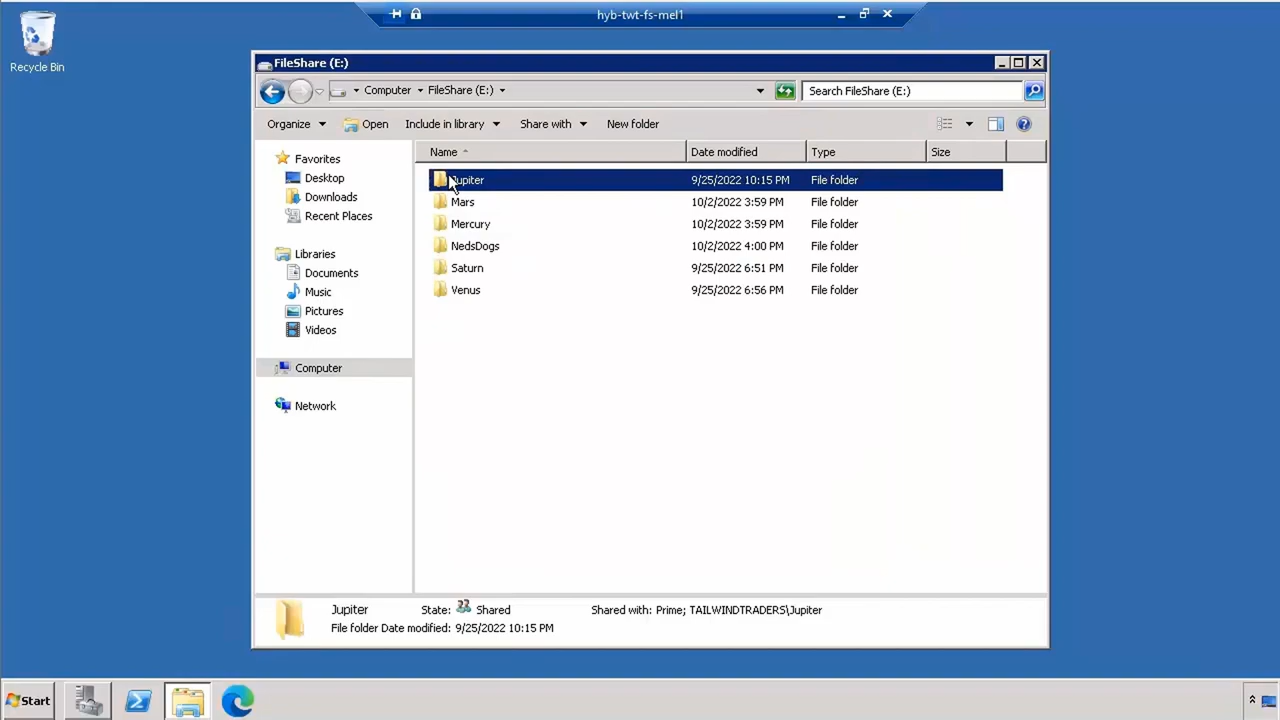 hyb-twt-fs-mel1
Recycle Bin
FileShare (E:)
Computer FileShare (E:)
Search FileShare (E:)
Organize Open Include in library Share with New folder
Name Date modified Type Size
Favorites
Desktop
Downloads
Recent Places
Libraries
Documents
Music
Pictures
Videos
Computer
Network
Jupiter 9/25/2022 10:15 PM File folder
Mars 10/2/2022 3:59 PM File folder
Mercury 10/2/2022 3:59 PM File folder
NedsDogs 10/2/2022 4:00 PM File folder
Saturn 9/25/2022 6:51 PM File folder
Venus 9/25/2022 6:56 PM File folder
Jupiter State: Shared Shared with: Prime; TAILWINDTRADERS\Jupiter
File folder Date modified: 9/25/2022 10:15 PM
Start